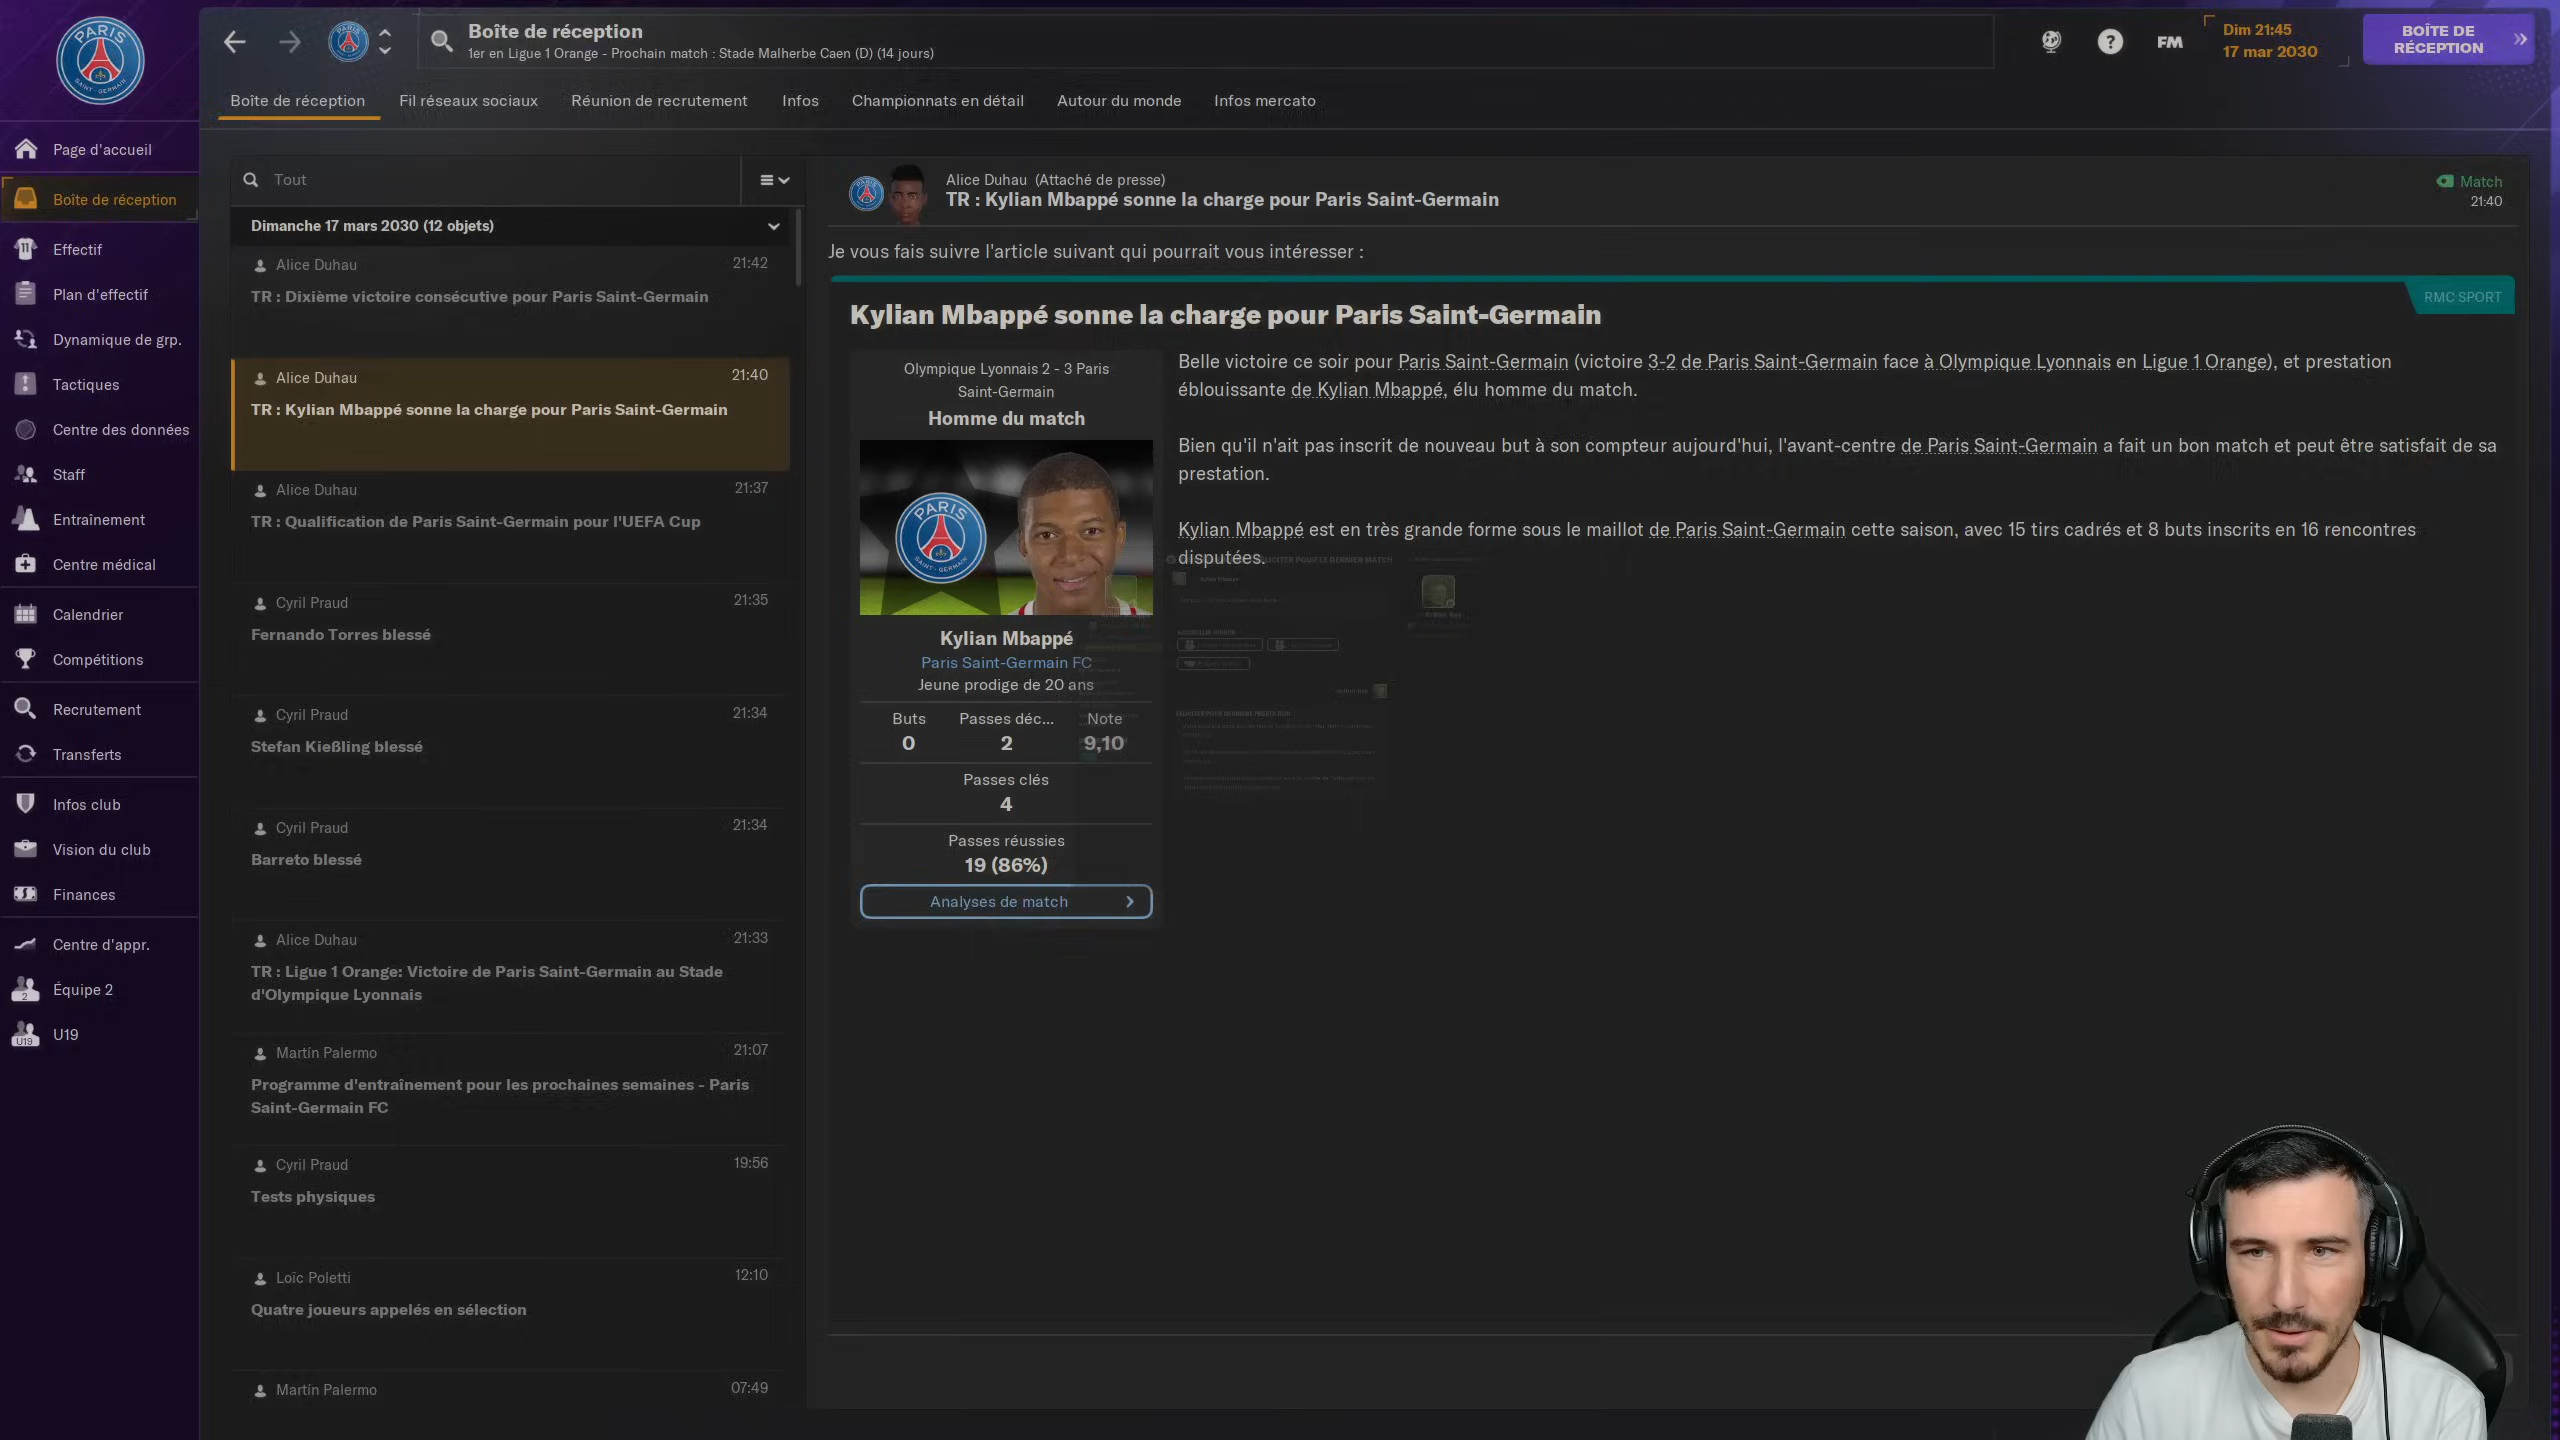 Boîte de réception
1er en Ligue 1 Orange - Prochain match : Stade Malherbe Caen (D) (14 jours)
FM
Dim 21:45
17 mar 2030
BOÎTE DE
RÉCEPTION
Boîte de réception
Fil réseaux sociaux
Réunion de recrutement
Infos
Championnats en détail
Autour du monde
Infos mercato
PARIS
SAINT-GERMAIN
Page d'accueil
Boîte de réception
Effectif
Plan d'effectif
Dynamique de grp.
Tactiques
Centre des données
Staff
Entraînement
Centre médical
Calendrier
Compétitions
Recrutement
Transferts
Infos club
Vision du club
Finances
Centre d'appr.
Équipe 2
U19
Tout
Dimanche 17 mars 2030 (12 objets)
Alice Duhau
21:42
TR : Dixième victoire consécutive pour Paris Saint-Germain
Alice Duhau
21:40
TR : Kylian Mbappé sonne la charge pour Paris Saint-Germain
Alice Duhau
21:37
TR : Qualification de Paris Saint-Germain pour l'UEFA Cup
Cyril Praud
21:35
Fernando Torres blessé
Cyril Praud
21:34
Stefan Kießling blessé
Cyril Praud
21:34
Barreto blessé
Alice Duhau
21:33
TR : Ligue 1 Orange: Victoire de Paris Saint-Germain au Stade
d'Olympique Lyonnais
Martín Palermo
21:07
Programme d'entraînement pour les prochaines semaines - Paris
Saint-Germain FC
Cyril Praud
19:56
Tests physiques
Loïc Poletti
12:10
Quatre joueurs appelés en sélection
Martín Palermo
07:49
Alice Duhau (Attaché de presse)
TR : Kylian Mbappé sonne la charge pour Paris Saint-Germain
Match
21:40
Je vous fais suivre l'article suivant qui pourrait vous intéresser :
RMC SPORT
Kylian Mbappé sonne la charge pour Paris Saint-Germain
Olympique Lyonnais 2 - 3 Paris
Saint-Germain
Homme du match
PARIS
SAINT-GERMAIN
Kylian Mbappé
Paris Saint-Germain FC
Jeune prodige de 20 ans
Buts
Passes déc...
Note
0
2
9,10
Passes clés
4
Passes réussies
19 (86%)
Analyses de match
Belle victoire ce soir pour Paris Saint-Germain (victoire 3-2 de Paris Saint-Germain face à Olympique Lyonnais en Ligue 1 Orange), et prestation
éblouissante de Kylian Mbappé, élu homme du match.
Bien qu'il n'ait pas inscrit de nouveau but à son compteur aujourd'hui, l'avant-centre de Paris Saint-Germain a fait un bon match et peut être satisfait de sa
prestation.
Kylian Mbappé est en très grande forme sous le maillot de Paris Saint-Germain cette saison, avec 15 tirs cadrés et 8 buts inscrits en 16 rencontres
disputées.